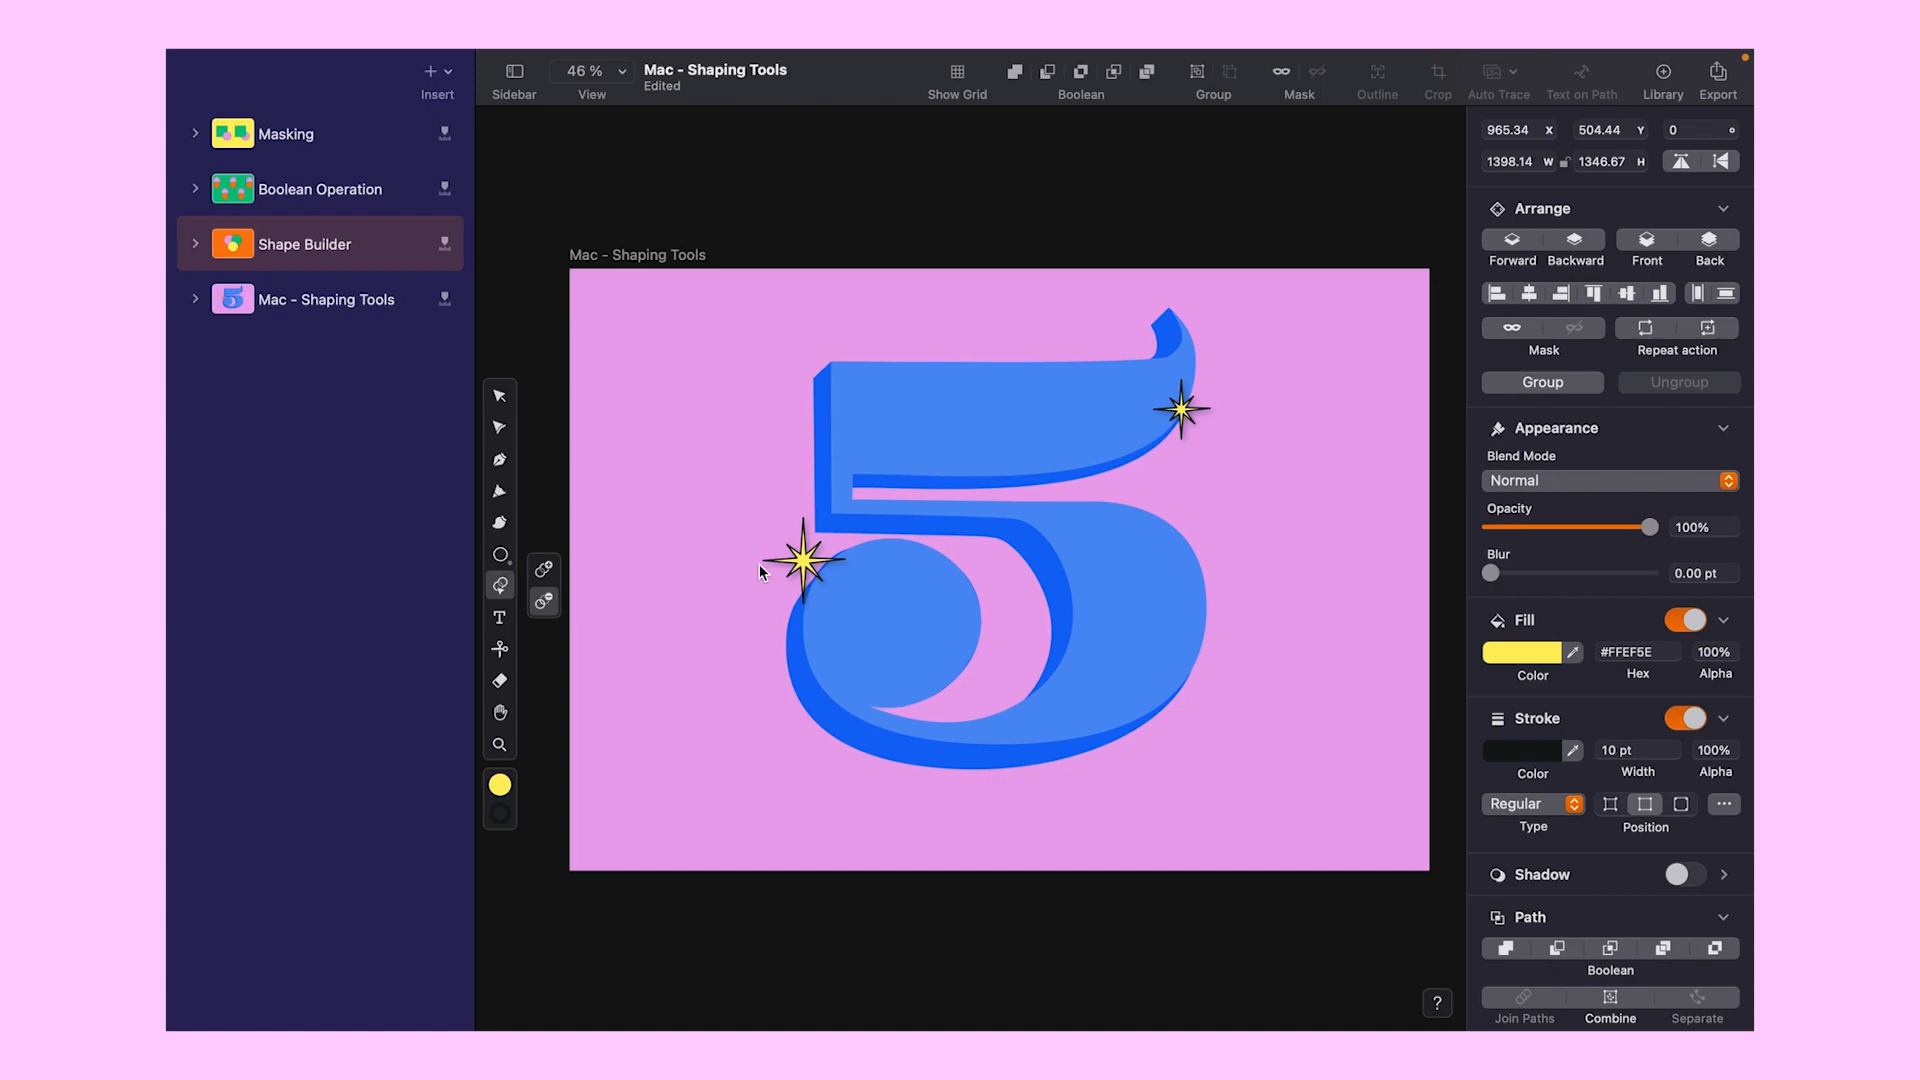 Insert
Sidebar
46 %
View
Mac - Shaping Tools
Edited
Show Grid
Boolean
Group
Mask
Outline
Crop
Auto Trace
Text on Path
Library
Export
Masking
Boolean Operation
Shape Builder
Mac - Shaping Tools
Mac - Shaping Tools
5
T
?
965.34 X
504.44 Y
0 °
1398.14 W
1346.67 H
Arrange
Forward
Backward
Front
Back
Mask
Repeat action
Group
Ungroup
Appearance
Blend Mode
Normal
Opacity
100%
Blur
0.00 pt
Fill
#FFEF5E
100%
Color
Hex
Alpha
Stroke
10 pt
100%
Color
Width
Alpha
Regular
Type
Position
Shadow
Path
Boolean
Join Paths
Combine
Separate